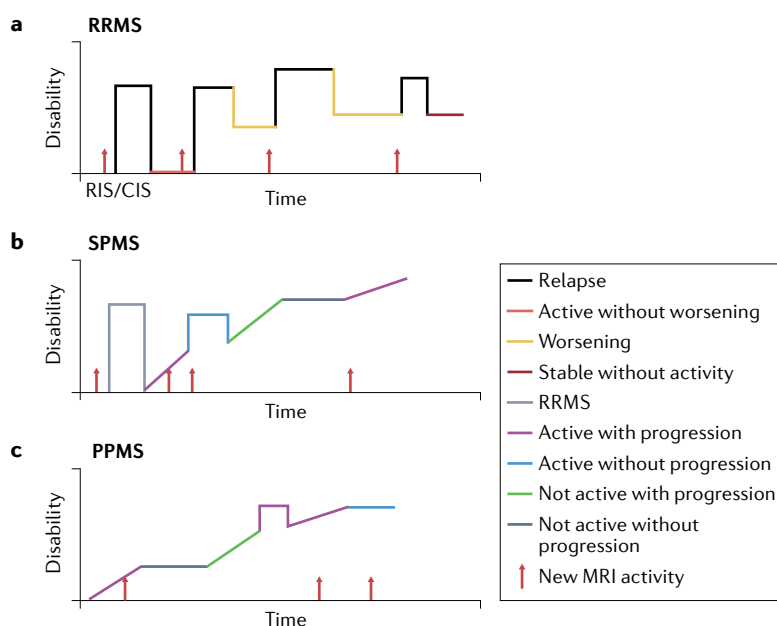 a
RRMS
Disability
RIS/CIS
Time
b
SPMS
Disability
Time
c
PPMS
Disability
Time
Relapse
Active without worsening
Worsening
Stable without activity
RRMS
Active with progression
Active without progression
Not active with progression
Not active without
progression
New MRI activity